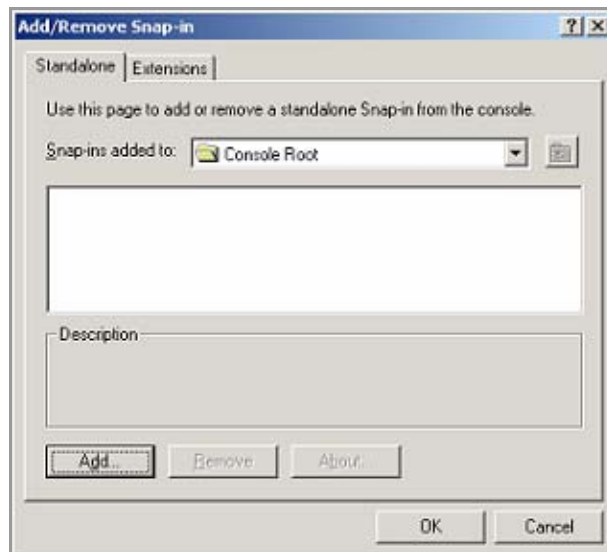 Add/Remove Snap-in
Standalone
Extensions
Use this page to add or remove a standalone Snap-in from the console.
Snap-ins added to:
Console Root
Description
Add...
Remove
About...
OK
Cancel